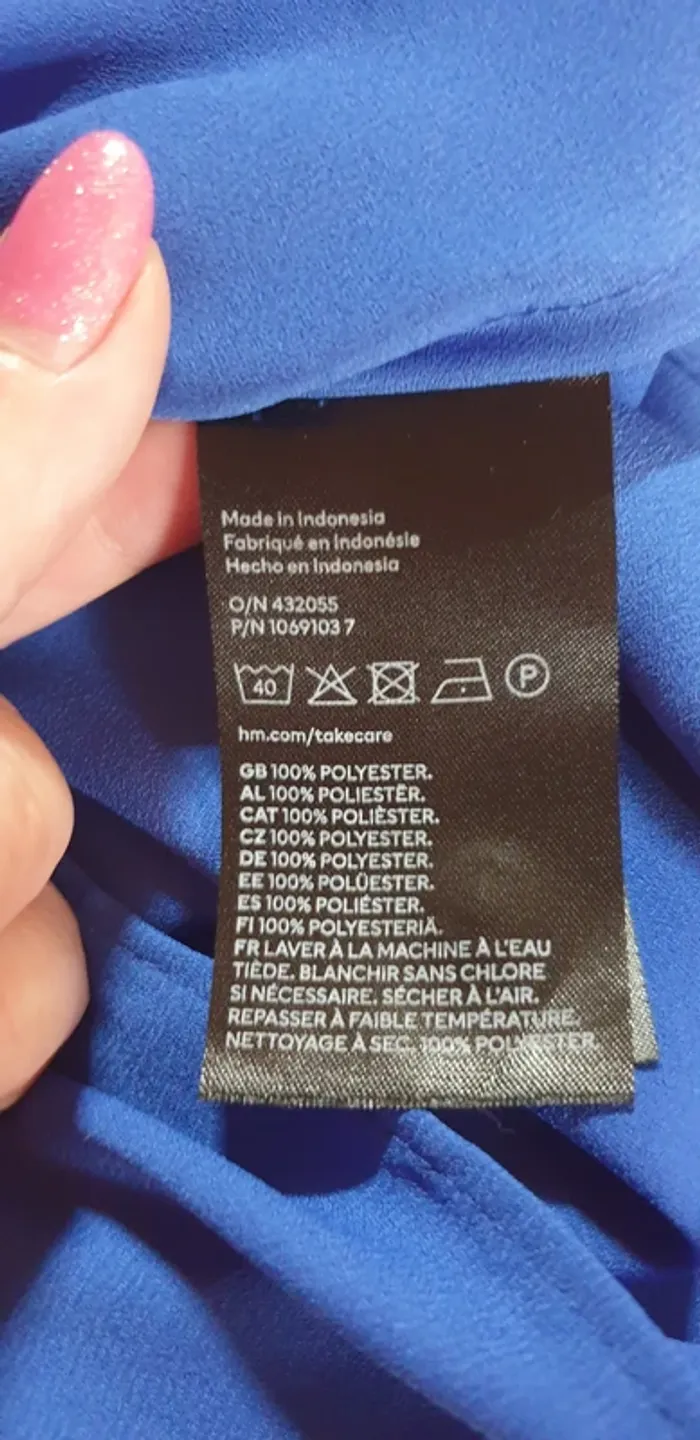 Made in Indonesia
Fabriqué en Indonésie
Hecho en Indonesia
O/N 432055
P/N 1069103 7
40 P
hm.com/takecare
GB 100% POLYESTER.
AL 100% POLIESTËR.
CAT 100% POLIÈSTER.
CZ 100% POLYESTER.
DE 100% POLYESTER.
EE 100% POLÜESTER.
ES 100% POLIÉSTER.
FI 100% POLYESTERIÄ.
FR LAVER À LA MACHINE À L'EAU
TIÈDE. BLANCHIR SANS CHLORE
SI NÉCESSAIRE. SÉCHER À L'AIR.
REPASSER À FAIBLE TEMPÉRATURE.
NETTOYAGE À SEC. 100% POLYESTER.